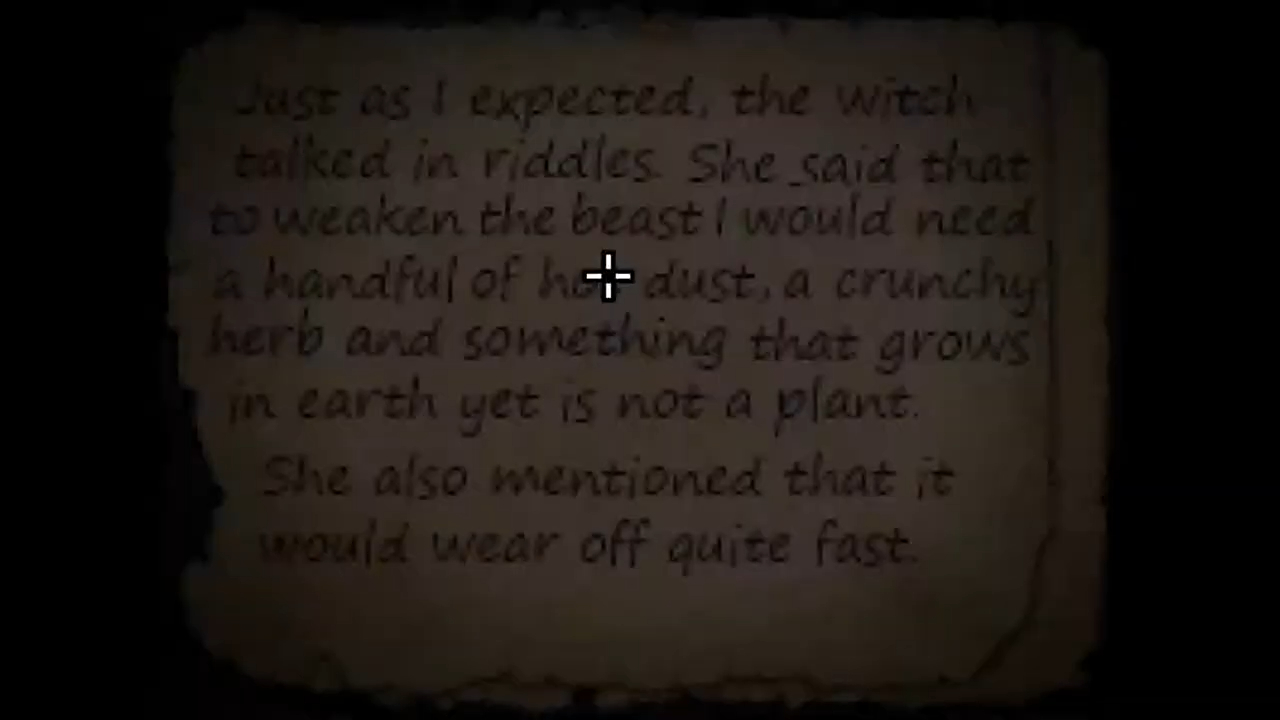 Just as I expected, the witch
talked in riddles. She said that
to weaken the beast I would need
a handful of dust, a crunchy
herb and something that grows
in earth yet is not a plant.
She also mentioned that it
would wear off quite fast.